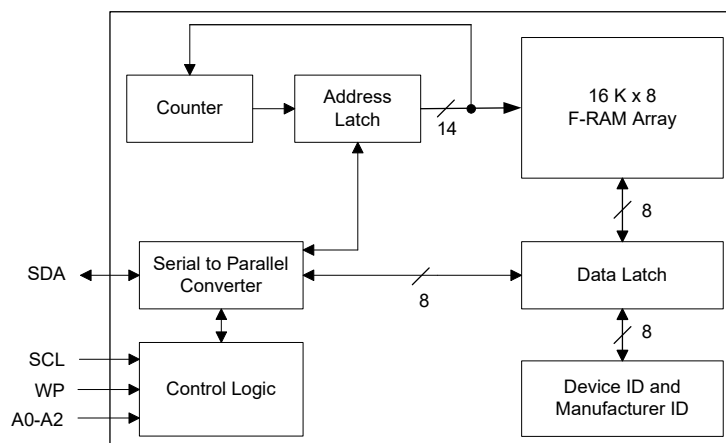 Counter
Address
Latch
14
16 K x 8
F-RAM Array
8
SDA
Serial to Parallel
Converter
8
Data Latch
8
SCL
WP
A0-A2
Control Logic
Device ID and
Manufacturer ID